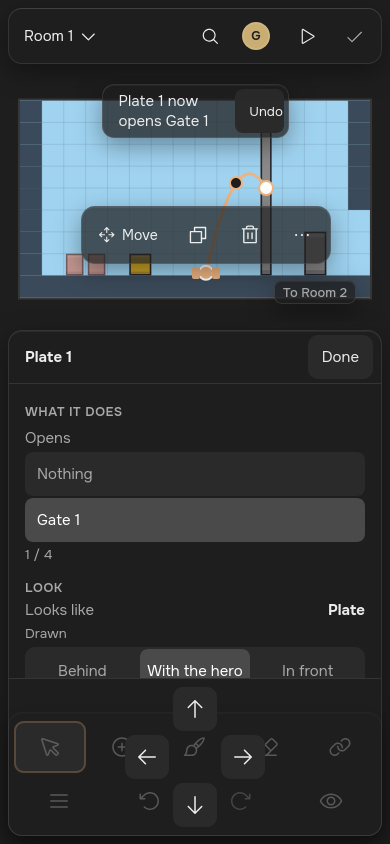 Room 1
G
Plate 1 now
opens Gate 1
Undo
Move
To Room 2
Plate 1
Done
WHAT IT DOES
Opens
Nothing
Gate 1
1 / 4
LOOK
Looks like
Plate
Drawn
Behind
With the hero
In front